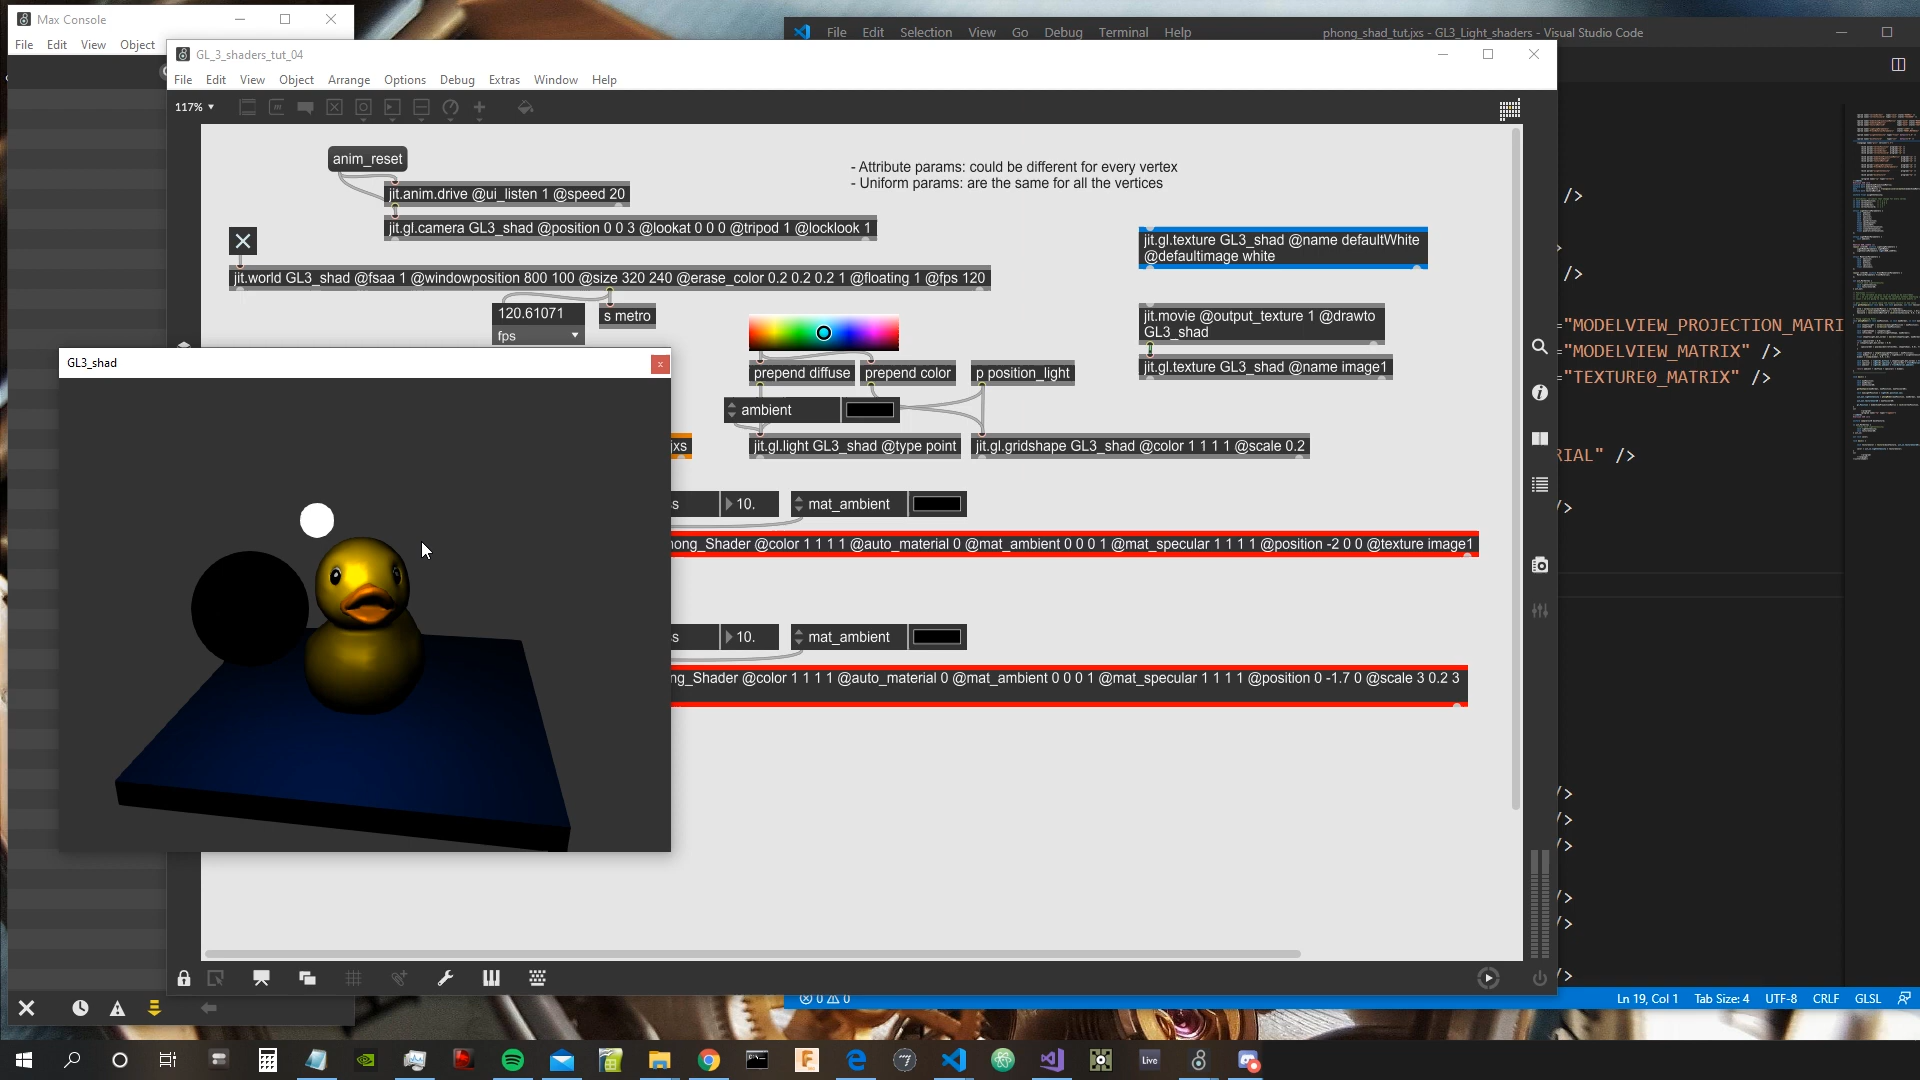 Max Console
File Edit View Object
File Edit Selection View Go Debug Terminal Help
phong_shad_tut.jxs - GL3_Light_shaders - Visual Studio Code
GL_3_shaders_tut_04
File Edit View Object Arrange Options Debug Extras Window Help
117%
anim_reset
- Attribute params: could be different for every vertex
- Uniform params: are the same for all the vertices
jit.anim.drive @ui_listen 1 @speed 20
jit.gl.camera GL3_shad @position 0 0 3 @lookat 0 0 0 @tripod 1 @locklook 1
jit.gl.texture GL3_shad @name defaultWhite
@defaultimage white
jit.world GL3_shad @fsaa 1 @windowposition 800 100 @size 320 240 @erase_color 0.2 0.2 0.2 1 @floating 1 @fps 120
120.61071
s metro
fps
jit.movie @output_texture 1 @drawto
GL3_shad
jit.gl.texture GL3_shad @name image1
prepend diffuse
prepend color
p position_light
ambient
jxs
jit.gl.light GL3_shad @type point
jit.gl.gridshape GL3_shad @color 1 1 1 1 @scale 0.2
GL3_shad
x
s
10.
mat_ambient
ong_Shader @color 1 1 1 1 @auto_material 0 @mat_ambient 0 0 0 1 @mat_specular 1 1 1 1 @position -2 0 0 @texture image1
s
10.
mat_ambient
ng_Shader @color 1 1 1 1 @auto_material 0 @mat_ambient 0 0 0 1 @mat_specular 1 1 1 1 @position 0 -1.7 0 @scale 3 0.2 3
/>
>
/>
="MODELVIEW_PROJECTION_MATRI
="MODELVIEW_MATRIX" />
="TEXTURE0_MATRIX" />
RIAL" />
/>
/>
/>
/>
/>
/>
/>
0 0
Ln 19, Col 1 Tab Size: 4 UTF-8 CRLF GLSL
Live